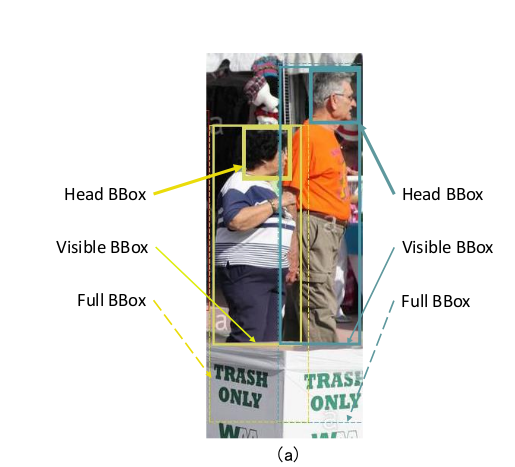 Head BBox
Visible BBox
Full BBox
Head BBox
Visible BBox
Full BBox
TRASH
ONLY
TRASH
ONLY
a
a
a
(a)